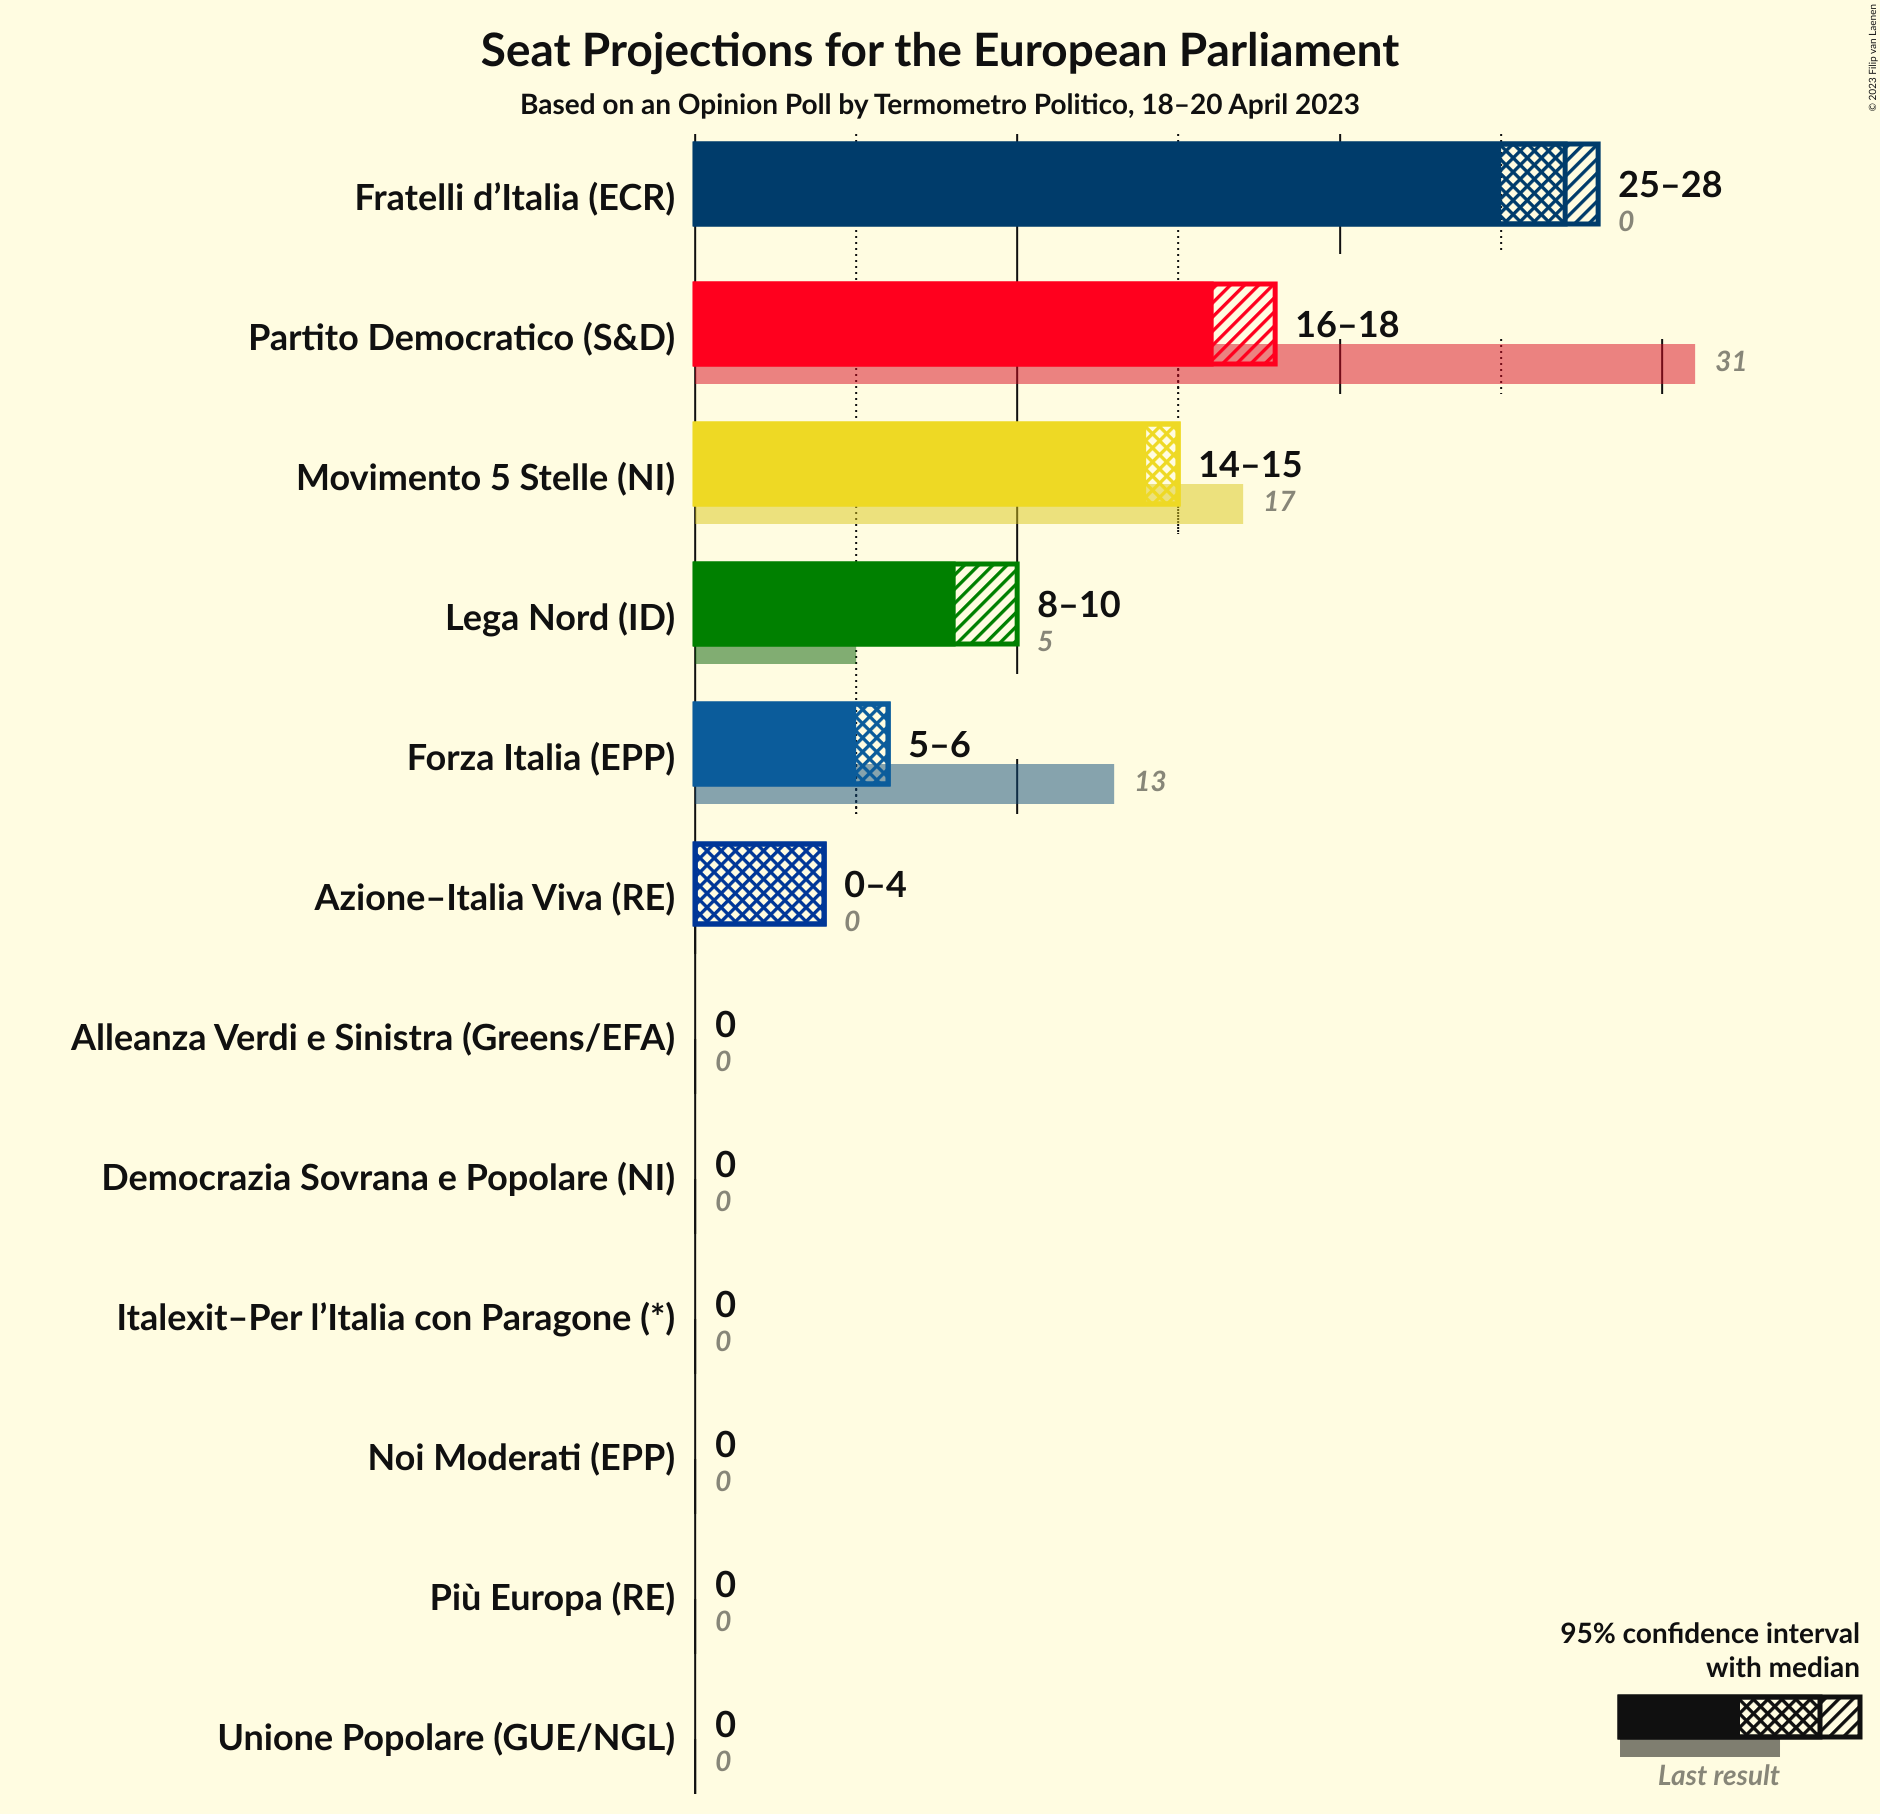 Seat Projections for the European Parliament
Based on an Opinion Poll by Termometro Politico, 18–20 April 2023
© 2023 Filip van Laenen
Fratelli d’Italia (ECR)
25–28
0
Partito Democratico (S&D)
16–18
31
Movimento 5 Stelle (NI)
14–15
17
Lega Nord (ID)
8–10
5
Forza Italia (EPP)
5–6
13
Azione–Italia Viva (RE)
0–4
0
Alleanza Verdi e Sinistra (Greens/EFA)
0
0
Democrazia Sovrana e Popolare (NI)
0
0
Italexit–Per l’Italia con Paragone (*)
0
0
Noi Moderati (EPP)
0
0
Più Europa (RE)
0
0
Unione Popolare (GUE/NGL)
0
0
95% confidence interval
with median
Last result